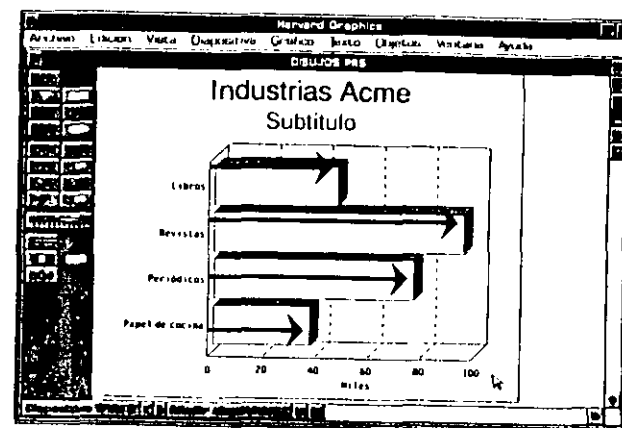 Harvard Graphics
Archivo Edición Vista Diapositiva Gráfico Texto Objetos Ventana Ayuda
DIBUJOS PRS
Industrias Acme
Subtitulo
Libros
Revistas
Periódicos
Papel de cocina
0 20 40 60 80 100
Miles